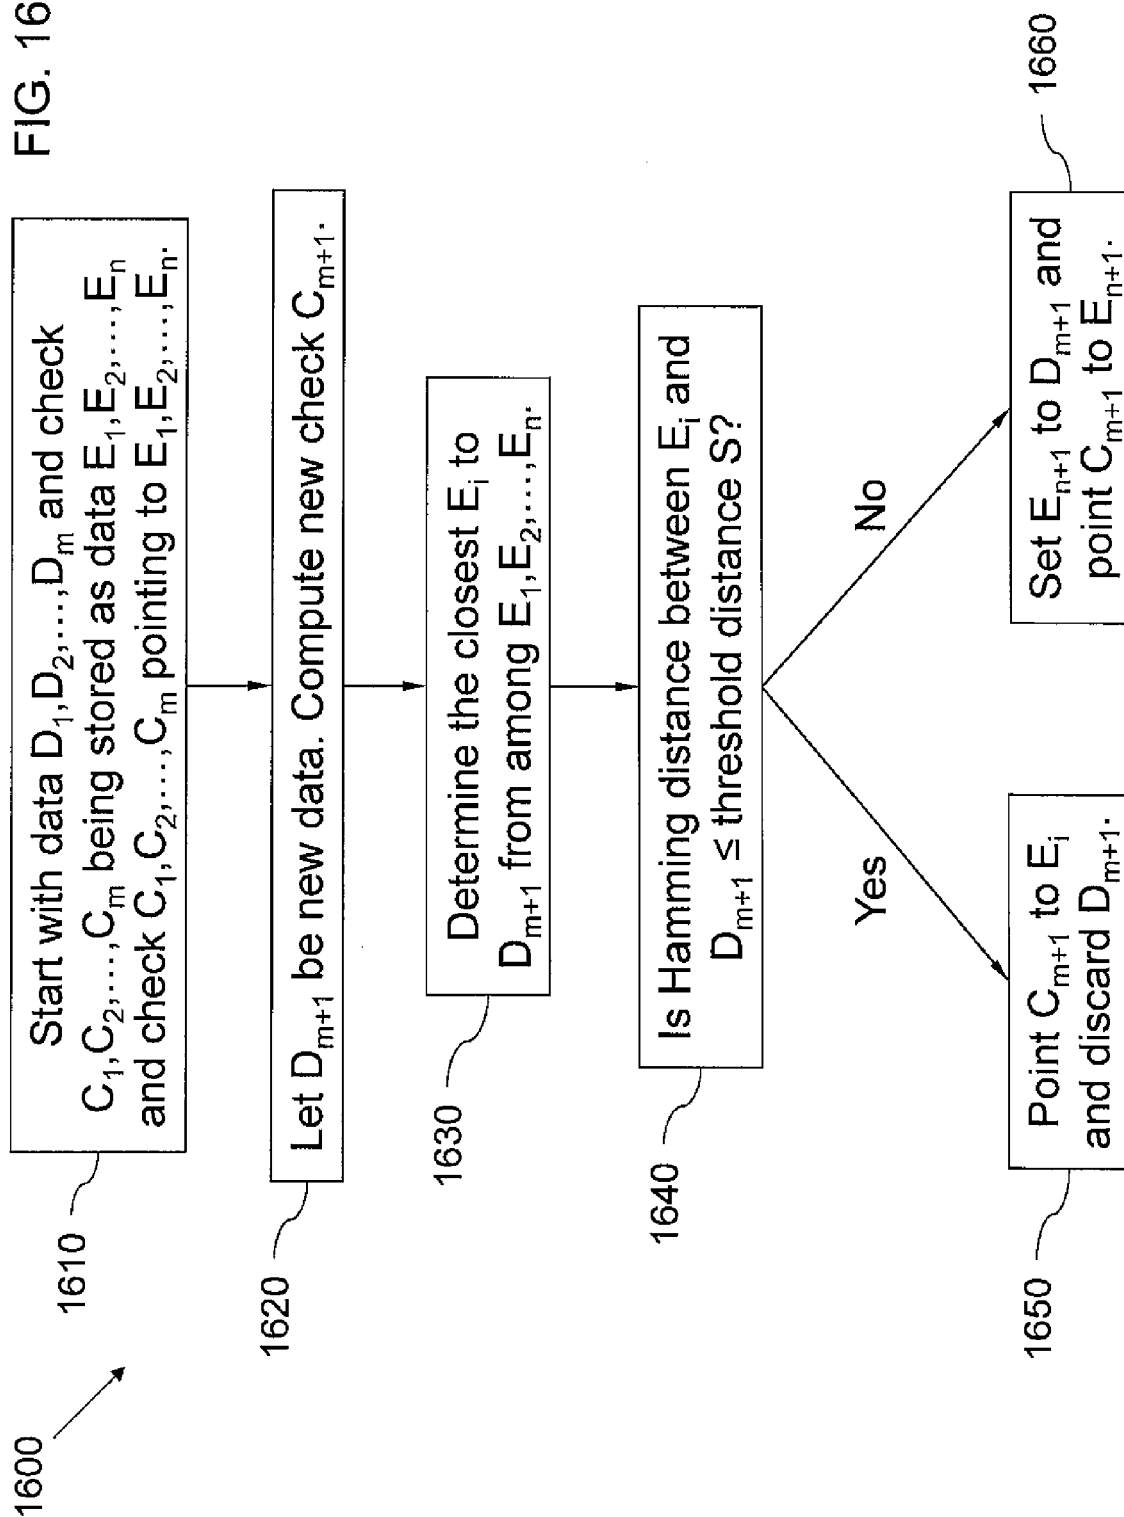 FIG. 16
1600
1610
Start with data D₁,D₂,...,Dₘ and check
C₁,C₂,...,Cₘ being stored as data E₁,E₂,...,Eₙ
and check C₁,C₂,...,Cₘ pointing to E₁,E₂,...,Eₙ.
1620
Let Dₘ₊₁ be new data. Compute new check Cₘ₊₁.
1630
Determine the closest Eᵢ to
Dₘ₊₁ from among E₁,E₂,...,Eₙ.
1640
Is Hamming distance between Eᵢ and
Dₘ₊₁ ≤ threshold distance S?
Yes
No
1650
Point Cₘ₊₁ to Eᵢ
and discard Dₘ₊₁.
1660
Set Eₙ₊₁ to Dₘ₊₁ and
point Cₘ₊₁ to Eₙ₊₁.